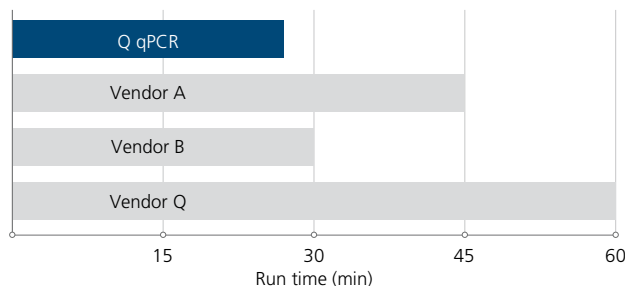 Q qPCR
Vendor A
Vendor B
Vendor Q
15 30 45 60
Run time (min)